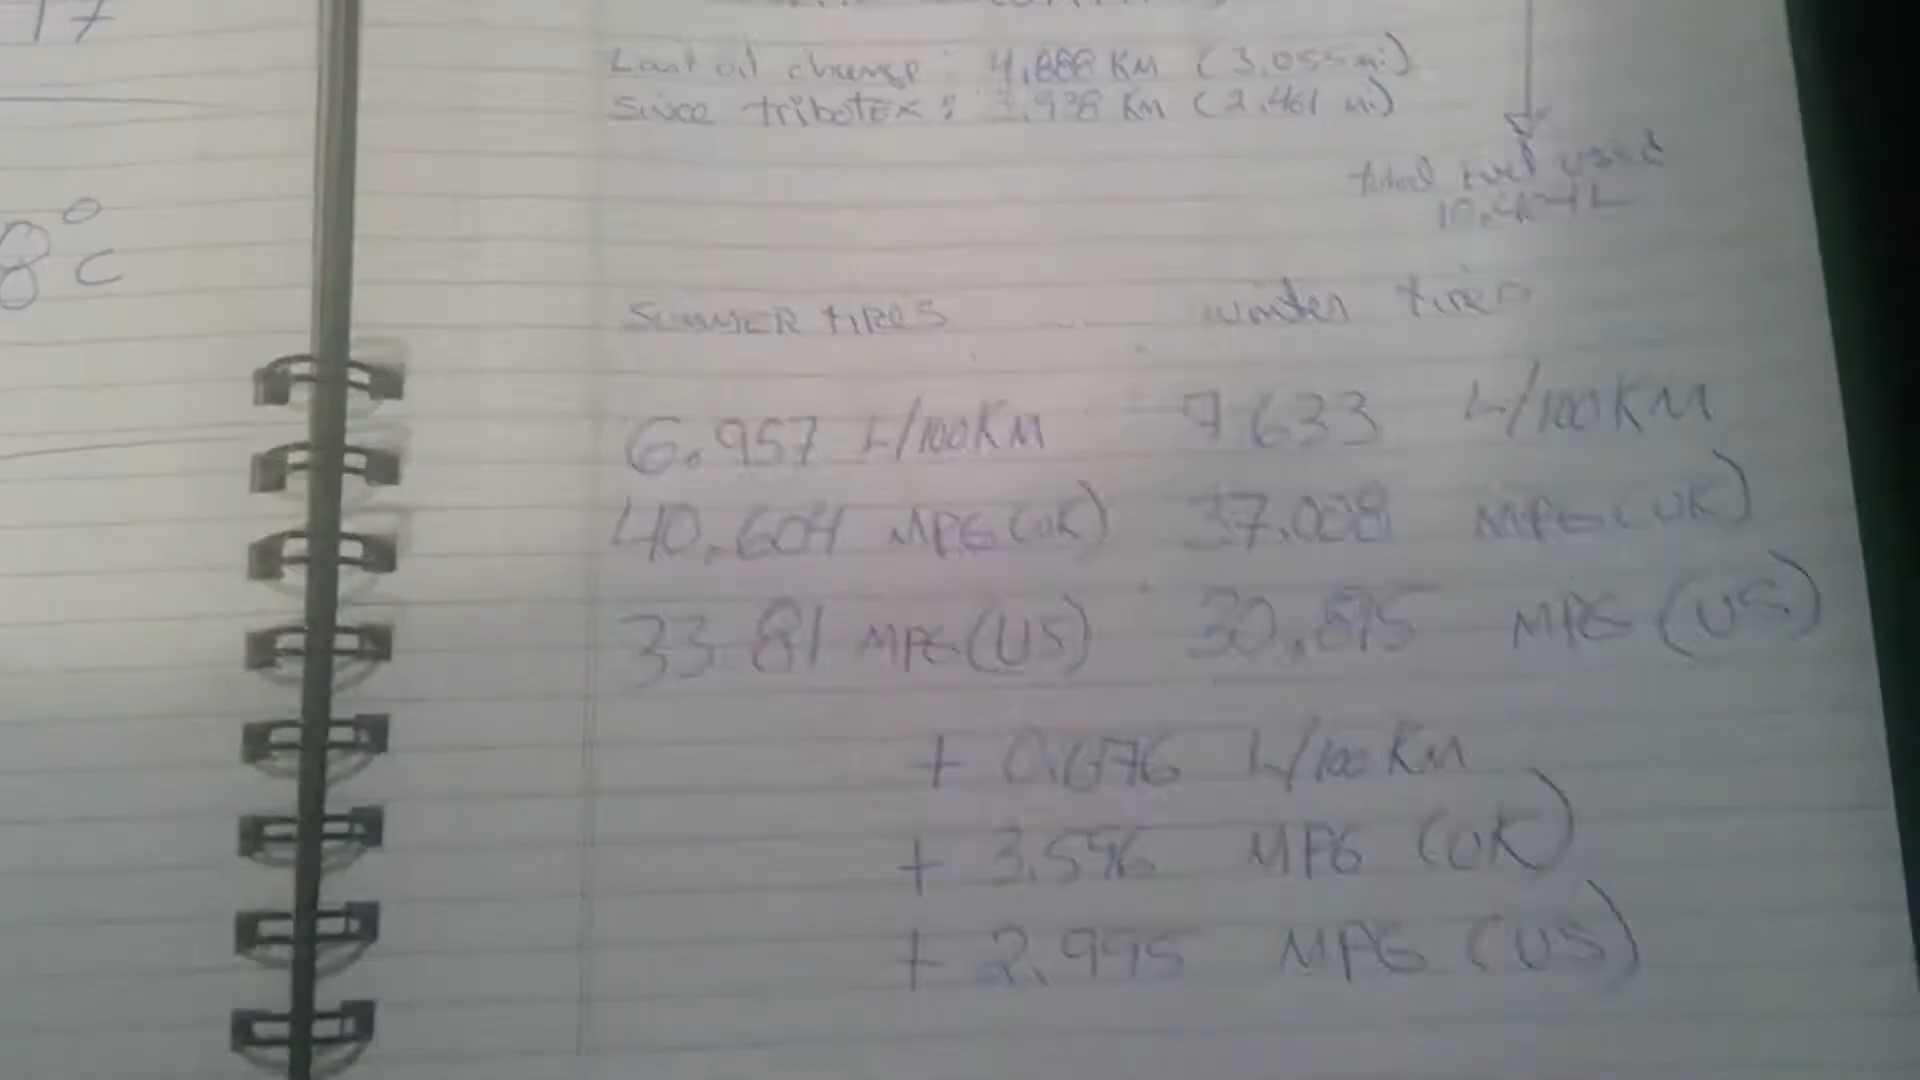 17
8°C
Last oil change : 4,888 KM (3,055 mi)
Since tribotEX : 3,938 KM (2,461 mi)
total fuel used
SUMMER TIRES
winter tires
6.957 L/100KM
7 633 L/100KM
40,604 MPG (UK)
37.008 MPG (UK)
33 81 MPG (US)
30,815 MPG (US)
+ 0.676 L/100 KM
+ 3.596 MPG (UK)
+ 2.995 MPG (US)